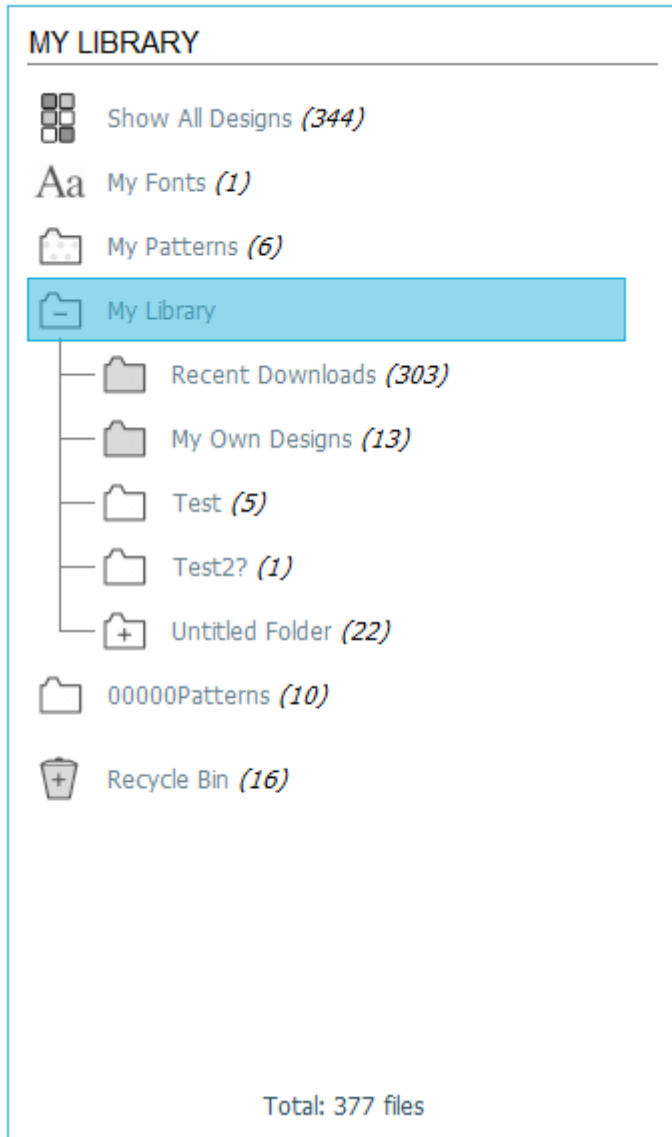 MY LIBRARY
Show All Designs (344)
Aa My Fonts (1)
My Patterns (6)
My Library
Recent Downloads (303)
My Own Designs (13)
Test (5)
Test2? (1)
Untitled Folder (22)
00000Patterns (10)
Recycle Bin (16)
Total: 377 files